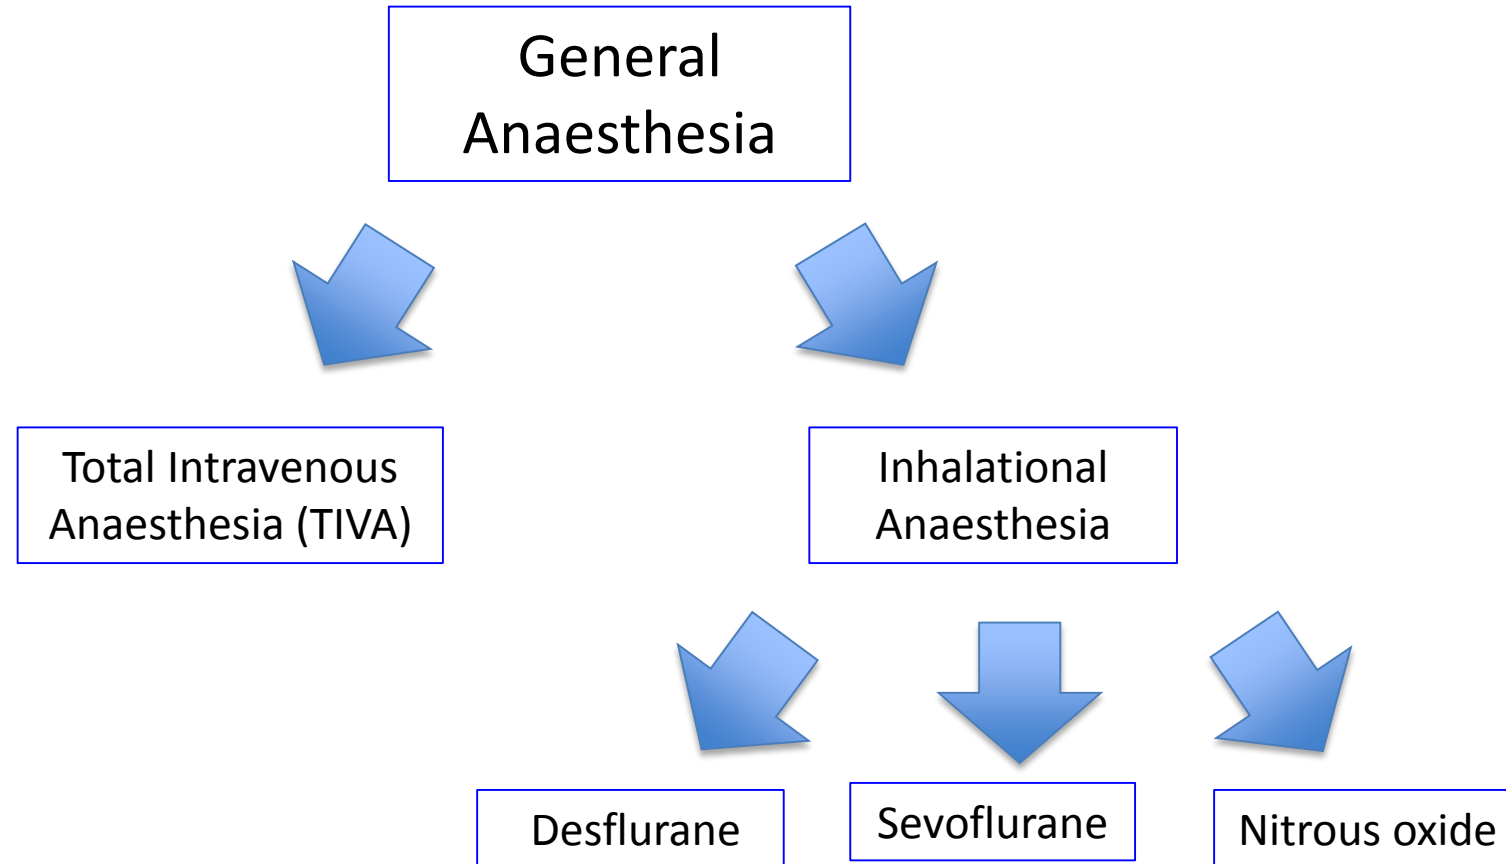 General
Anaesthesia
Total Intravenous
Anaesthesia (TIVA)
Inhalational
Anaesthesia
Desflurane
Sevoflurane
Nitrous oxide